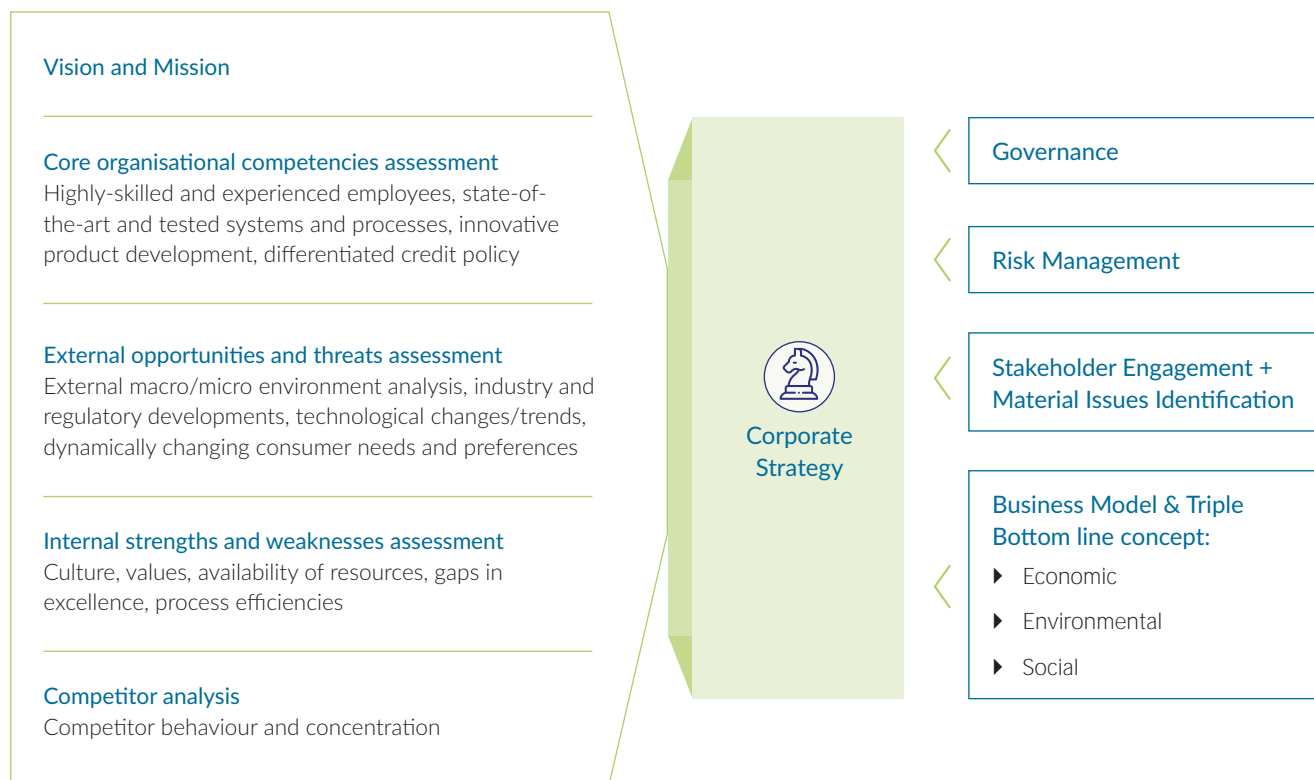 Vision and Mission
Core organisational competencies assessment
Highly-skilled and experienced employees, state-of-
the-art and tested systems and processes, innovative
product development, differentiated credit policy
External opportunities and threats assessment
External macro/micro environment analysis, industry and
regulatory developments, technological changes/trends,
dynamically changing consumer needs and preferences
Internal strengths and weaknesses assessment
Culture, values, availability of resources, gaps in
excellence, process efficiencies
Competitor analysis
Competitor behaviour and concentration
Corporate
Strategy
Governance
Risk Management
Stakeholder Engagement +
Material Issues Identification
Business Model & Triple
Bottom line concept:
Economic
Environmental
Social